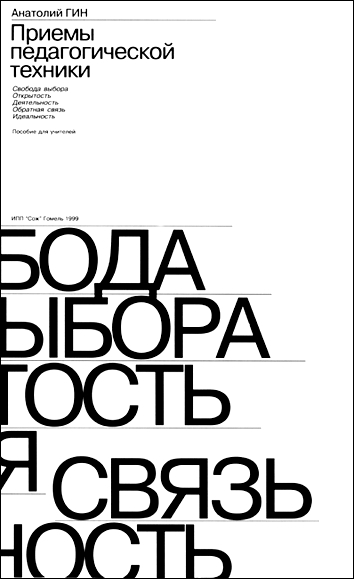 Анатолий ГИН
Приемы
педагогической
техники
Свобода выбора
Открытость
Деятельность
Обратная связь
Идеальность
Пособие для учителей
ИПП "Сож" Гомель 1999
БОДА
ЫБОРА
ТОСТЬ
Я СВЯЗЬ
НОСТЬ